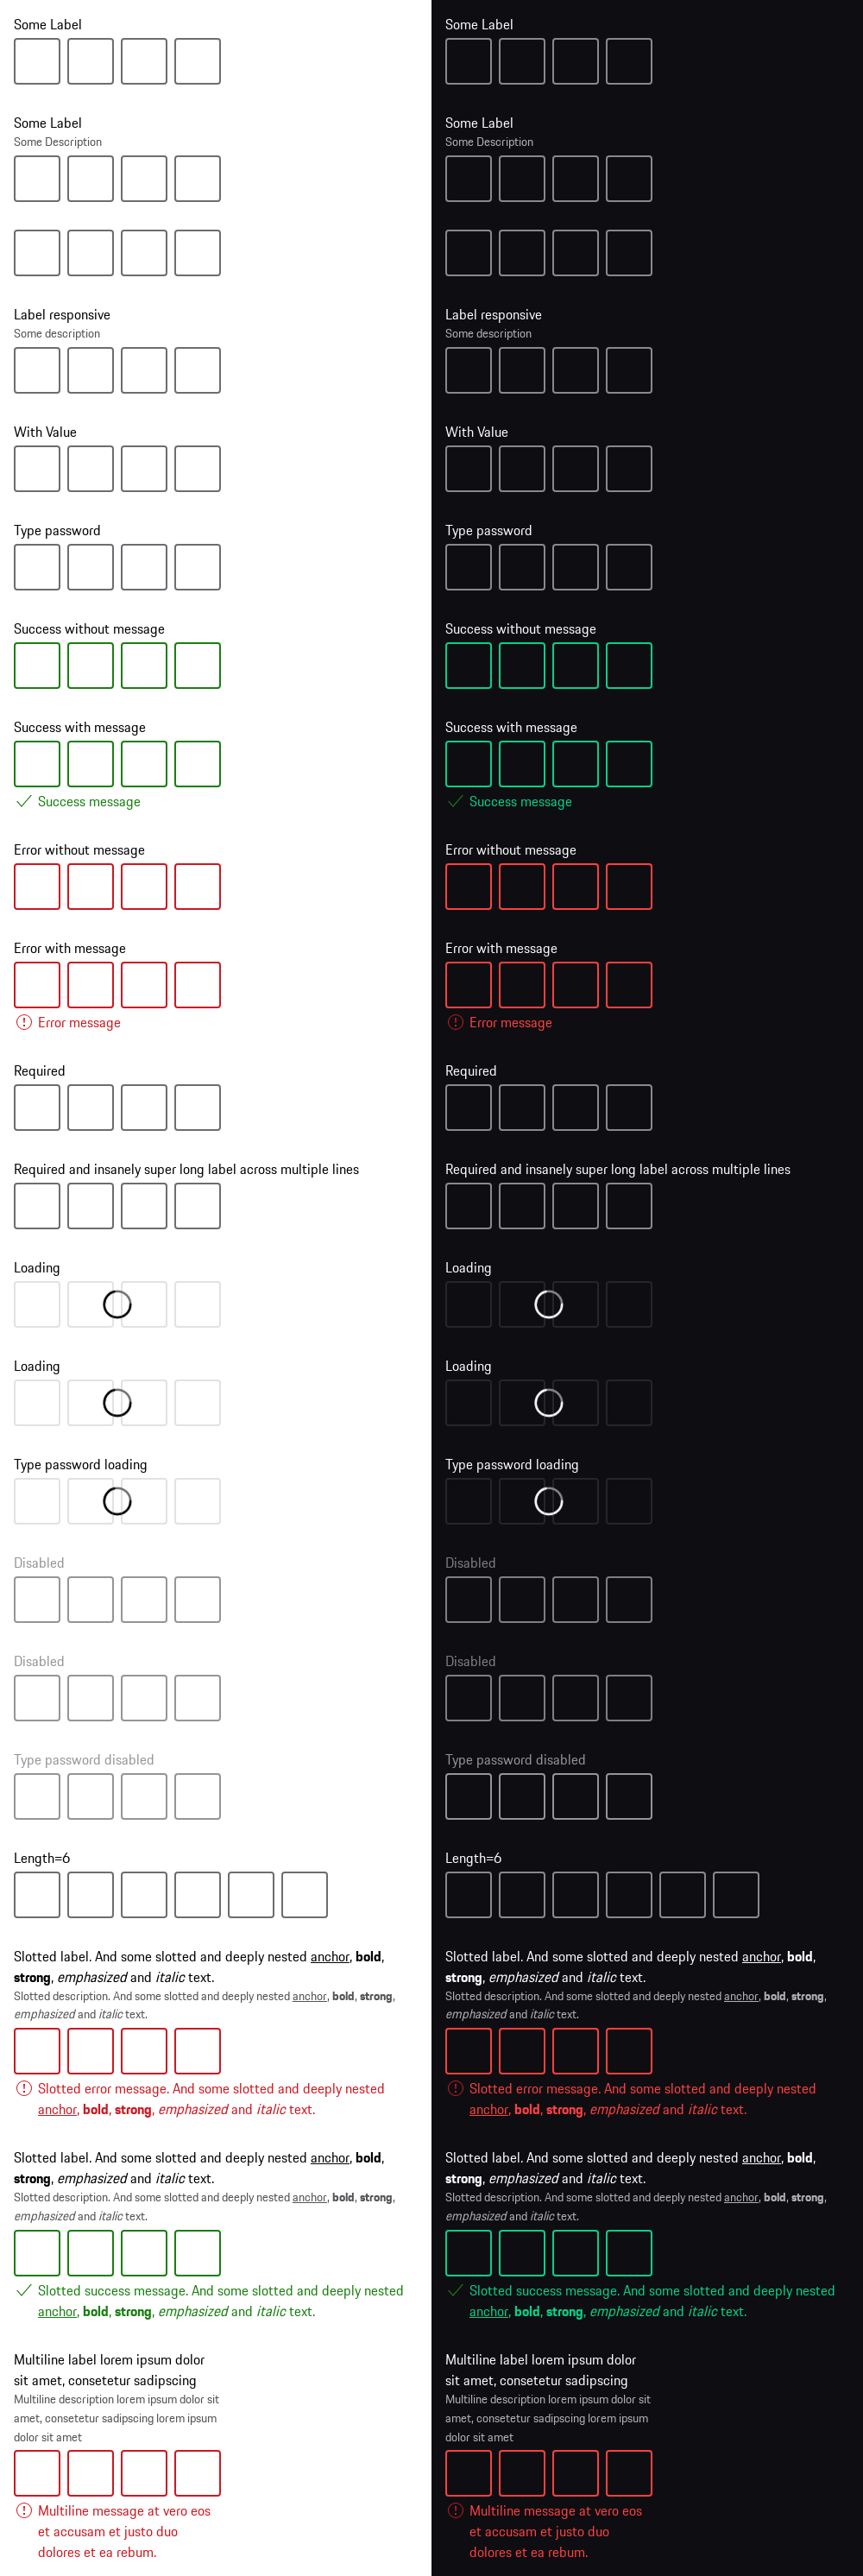 Some Label
Some Label
Some Description
Label responsive
Some description
With Value
Type password
Success without message
Success with message
Success message
Error without message
Error with message
Error message
Required
Required and insanely super long label across multiple lines
Loading
Loading
Type password loading
Disabled
Disabled
Type password disabled
Length=6
Slotted label. And some slotted and deeply nested anchor, bold,
strong, emphasized and italic text.
Slotted description. And some slotted and deeply nested anchor, bold, strong,
emphasized and italic text.
Slotted error message. And some slotted and deeply nested
anchor, bold, strong, emphasized and italic text.
Slotted label. And some slotted and deeply nested anchor, bold,
strong, emphasized and italic text.
Slotted description. And some slotted and deeply nested anchor, bold, strong,
emphasized and italic text.
Slotted success message. And some slotted and deeply nested
anchor, bold, strong, emphasized and italic text.
Multiline label lorem ipsum dolor
sit amet, consetetur sadipscing
Multiline description lorem ipsum dolor sit
amet, consetetur sadipscing lorem ipsum
dolor sit amet
Multiline message at vero eos
et accusam et justo duo
dolores et ea rebum.
Some Label
Some Label
Some Description
Label responsive
Some description
With Value
Type password
Success without message
Success with message
Success message
Error without message
Error with message
Error message
Required
Required and insanely super long label across multiple lines
Loading
Loading
Type password loading
Disabled
Disabled
Type password disabled
Length=6
Slotted label. And some slotted and deeply nested anchor, bold,
strong, emphasized and italic text.
Slotted description. And some slotted and deeply nested anchor, bold, strong,
emphasized and italic text.
Slotted error message. And some slotted and deeply nested
anchor, bold, strong, emphasized and italic text.
Slotted label. And some slotted and deeply nested anchor, bold,
strong, emphasized and italic text.
Slotted description. And some slotted and deeply nested anchor, bold, strong,
emphasized and italic text.
Slotted success message. And some slotted and deeply nested
anchor, bold, strong, emphasized and italic text.
Multiline label lorem ipsum dolor
sit amet, consetetur sadipscing
Multiline description lorem ipsum dolor sit
amet, consetetur sadipscing lorem ipsum
dolor sit amet
Multiline message at vero eos
et accusam et justo duo
dolores et ea rebum.